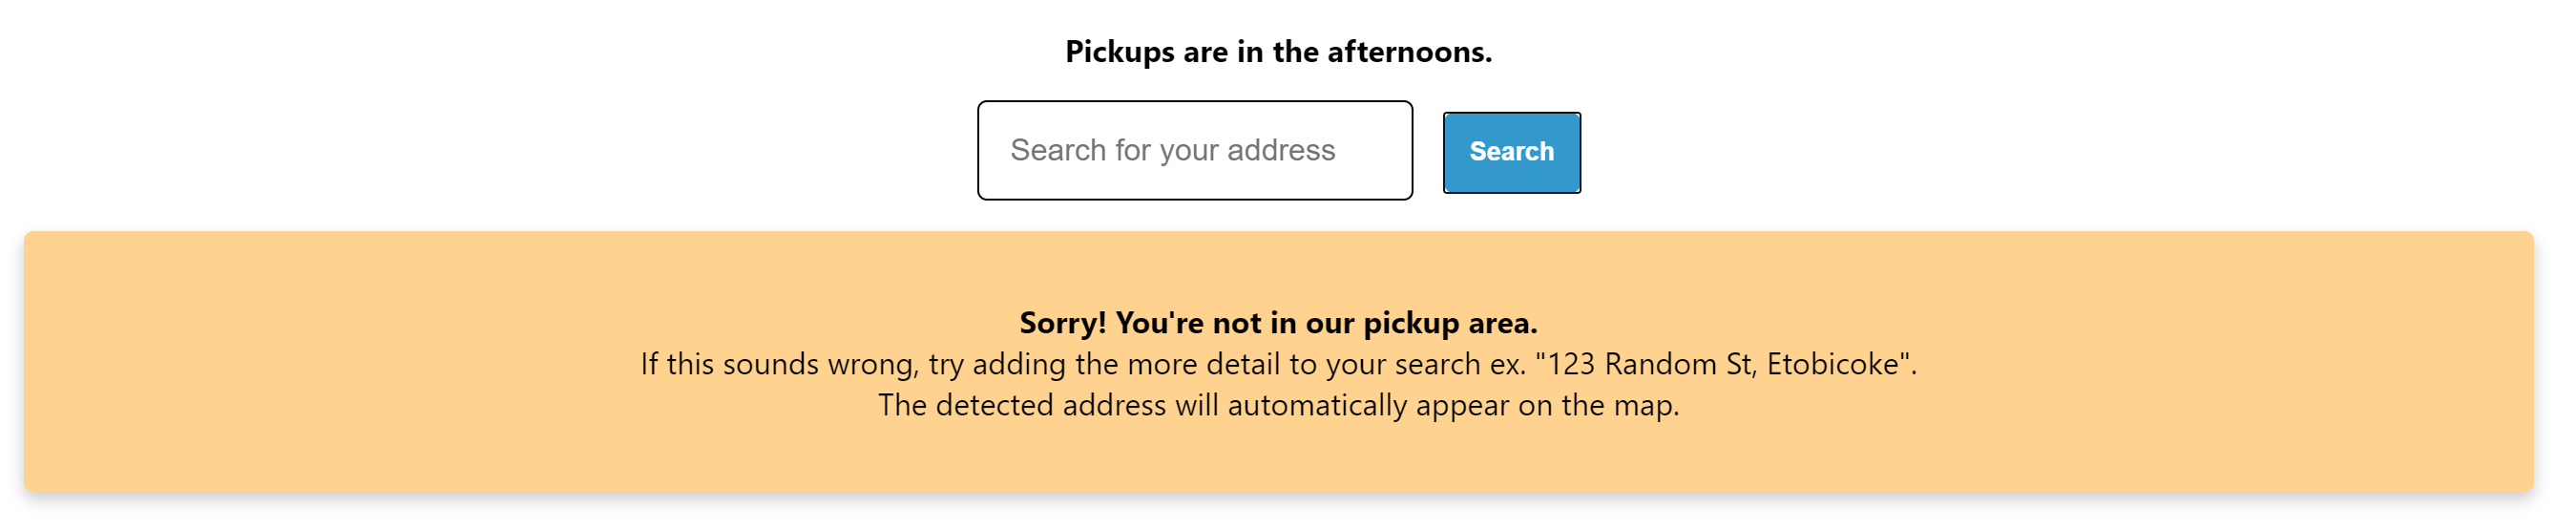 Pickups are in the afternoons.
Search for your address
Search
Sorry! You're not in our pickup area.
If this sounds wrong, try adding the more detail to your search ex. "123 Random St, Etobicoke".
The detected address will automatically appear on the map.